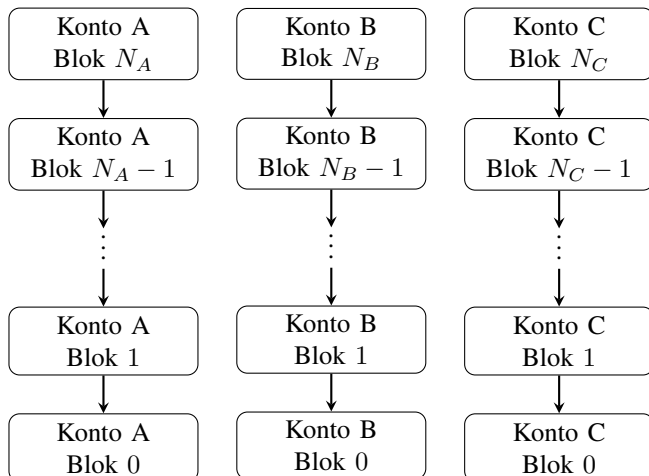 Konto A
Blok N_A
Konto B
Blok N_B
Konto C
Blok N_C
Konto A
Blok N_A − 1
Konto B
Blok N_B − 1
Konto C
Blok N_C − 1
⋮
⋮
⋮
Konto A
Blok 1
Konto B
Blok 1
Konto C
Blok 1
Konto A
Blok 0
Konto B
Blok 0
Konto C
Blok 0